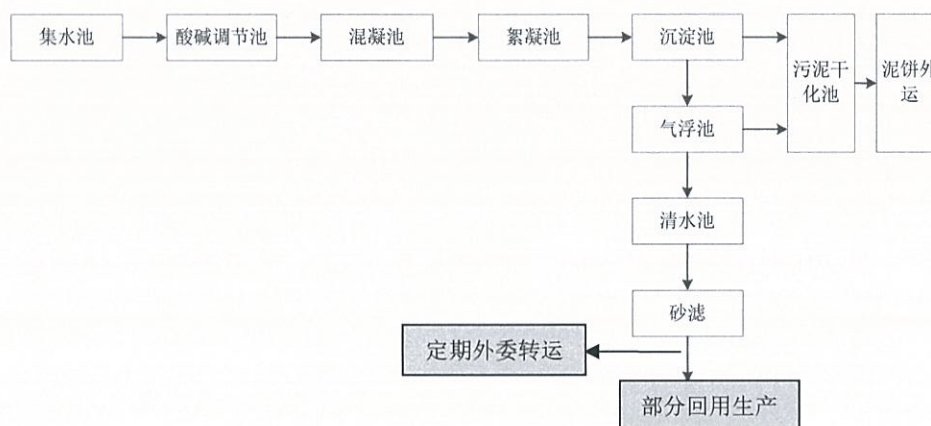 集水池
酸碱调节池
混凝池
絮凝池
沉淀池
污泥干
化池
泥饼外
运
气浮池
清水池
砂滤
定期外委转运
部分回用生产